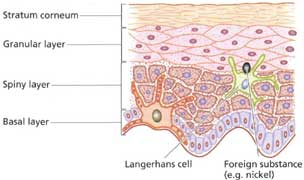 Stratum corneum
Granular layer
Spiny layer
Basal layer
Langerhans cell
Foreign substance
(e.g. nickel)